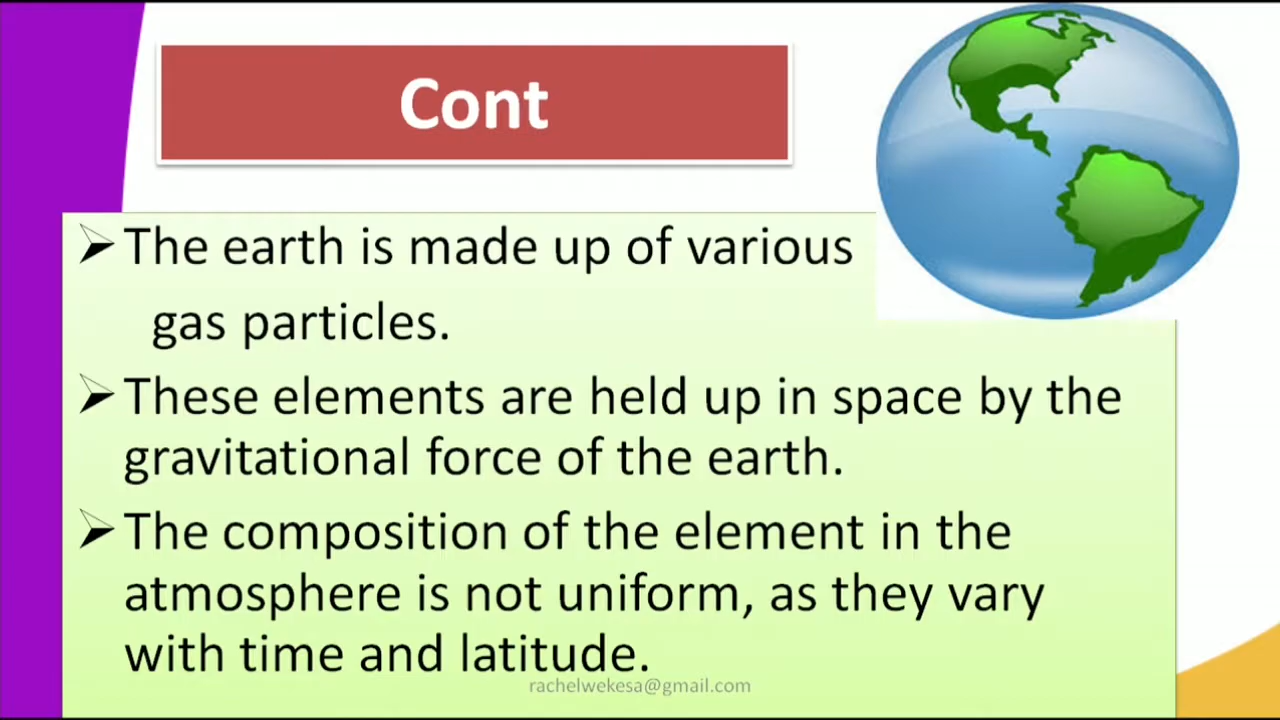 Cont
➢The earth is made up of various
gas particles.
➢These elements are held up in space by the
gravitational force of the earth.
➢The composition of the element in the
atmosphere is not uniform, as they vary
with time and latitude.
rachelwekesa@gmail.com